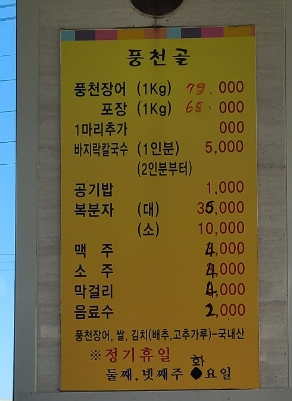 풍천골
풍천장어 (1Kg) 79,000
포장 (1Kg) 65,000
1마리추가 000
바지락칼국수 (1인분) 5,000
(2인분부터)
공기밥 1,000
복분자 (대) 35,000
(소) 10,000
맥 주 4,000
소 주 4,000
막걸리 4,000
음료수 2,000
풍천장어, 쌀, 김치(배추,고추가루)-국내산
※정기휴일
둘째,넷째주 화요일